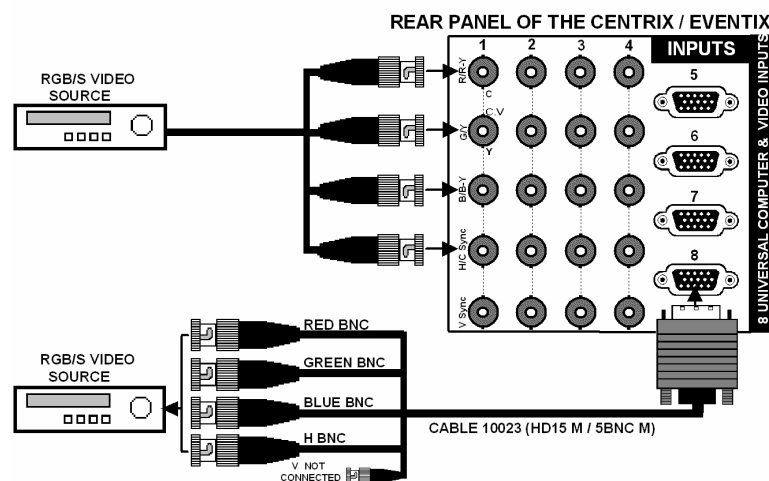 REAR PANEL OF THE CENTRIX / EVENTIX
1 2 3 4
INPUTS
8 UNIVERSAL COMPUTER & VIDEO INPUTS
RGB/S VIDEO
SOURCE
R/R-Y
C
C.V
G/Y
Y
B/B-Y
H/C Sync
V Sync
5
6
7
8
RGB/S VIDEO
SOURCE
RED BNC
GREEN BNC
BLUE BNC
H BNC
V NOT
CONNECTED
CABLE 10023 (HD15 M / 5BNC M)